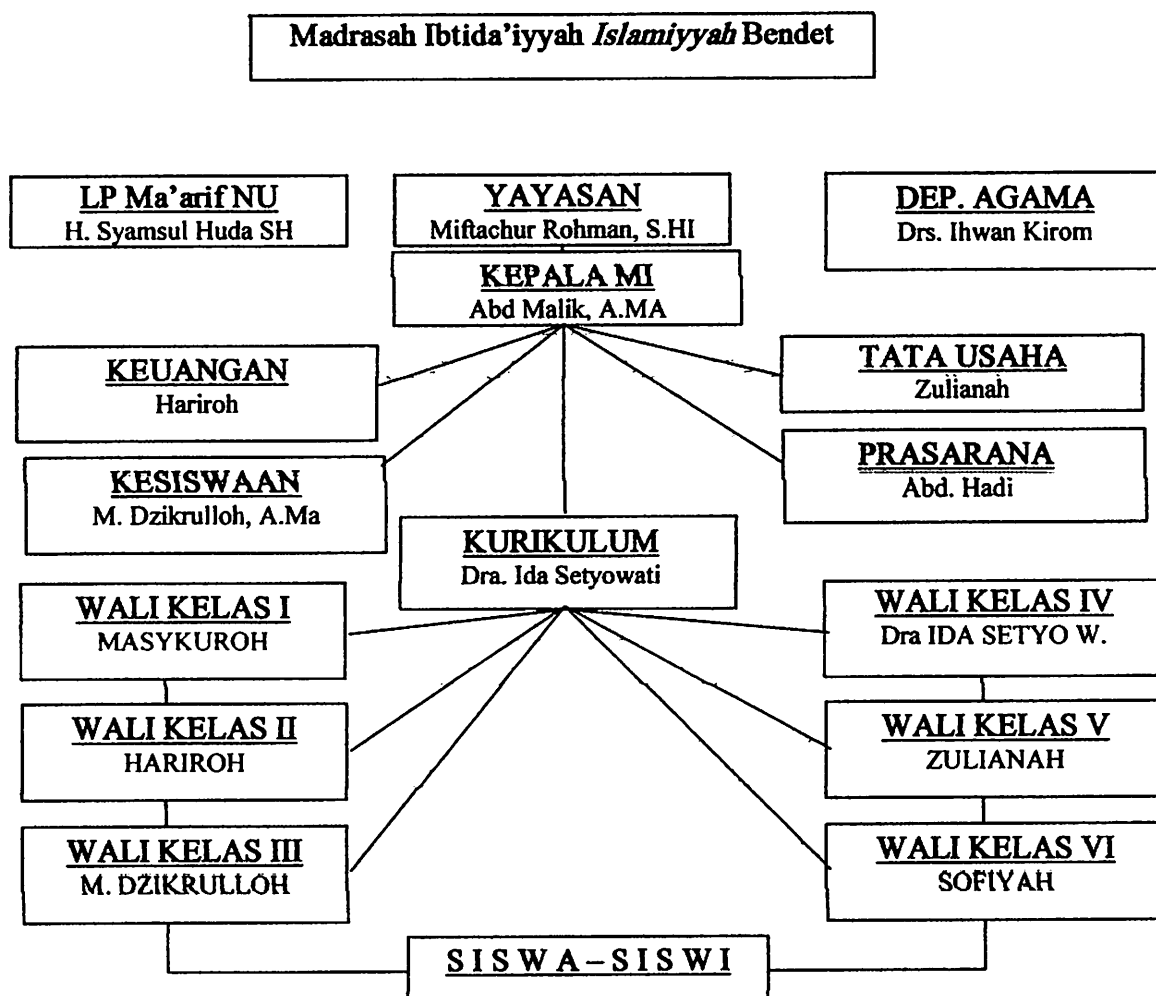 Madrasah Ibtida'iyyah Islamiyyah Bendet
LP Ma'arif NU
H. Syamsul Huda SH
YAYASAN
Miftachur Rohman, S.HI
DEP. AGAMA
Drs. Ihwan Kirom
KEPALA MI
Abd Malik, A.MA
KEUANGAN
Hariroh
TATA USAHA
Zulianah
KESISWAAN
M. Dzikrulloh, A.Ma
PRASARANA
Abd. Hadi
KURIKULUM
Dra. Ida Setyowati
WALI KELAS I
MASYKUROH
WALI KELAS IV
Dra IDA SETYO W.
WALI KELAS II
HARIROH
WALI KELAS V
ZULIANAH
WALI KELAS III
M. DZIKRULLOH
WALI KELAS VI
SOFIYAH
S I S W A – S I S W I